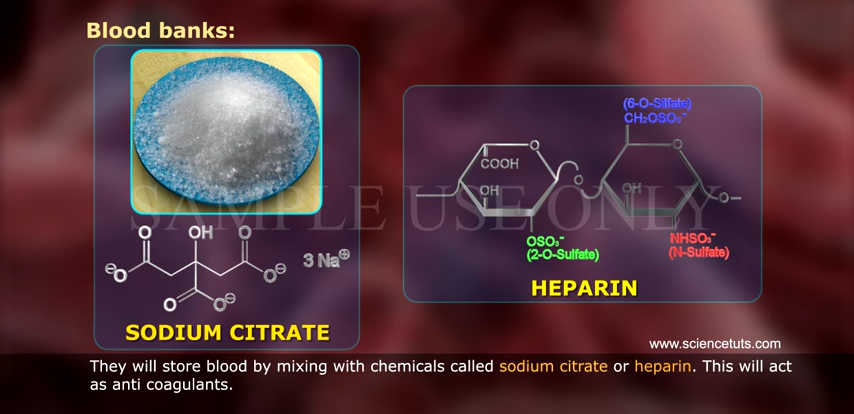 Blood banks:
OH
O O
⊖O O⊖
3 Na⊕
O O⊖
SODIUM CITRATE
(6-O-Silfate)
CH₂OSO₃⁻
O O
COOH
O
OH OH
O
OSO₃⁻
(2-O-Sulfate)
NHSO₃⁻
(N-Sulfate)
HEPARIN
SAMPLE USE ONLY
www.sciencetuts.com
They will store blood by mixing with chemicals called sodium citrate or heparin. This will act
as anti coagulants.